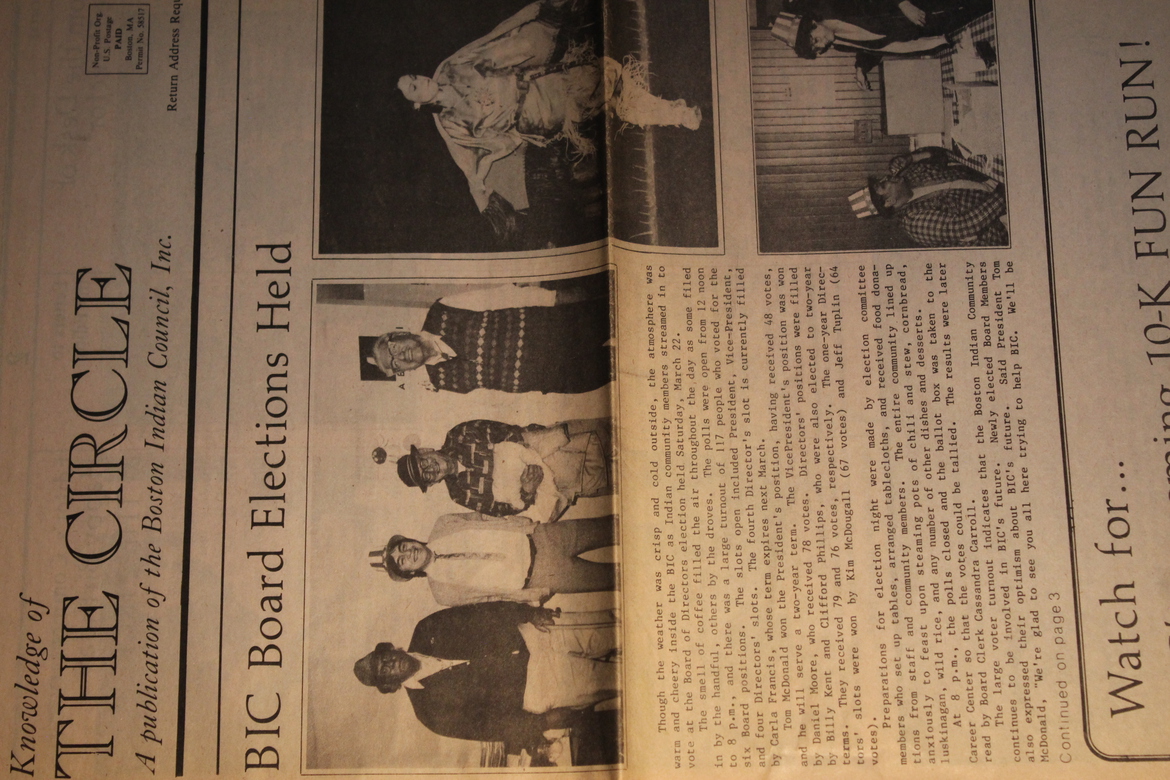 Knowledge of
THE CIRCLE
A publication of the Boston Indian Council, Inc.
Non-Profit Org.
U.S. Postage
PAID
Boston, MA
Permit No. 56517
Return Address Requ
BIC Board Elections Held
Though the weather was crisp and cold outside, the atmosphere was
warm and cheery inside the BIC as Indian community members streamed in to
vote at the Board of Directors election held Saturday, March 22.
The smell of coffee filled the air throughout the day as some filed
in by the handful, others by the droves. The polls were open from 12 noon
to 8 p.m., and there was a large turnout of 117 people who voted for the
six Board positions. The slots open included President, Vice-President,
and four Directors' slots. The fourth Director's slot is currently filled
by Carla Francis, whose term expires next March.
Tom McDonald won the President's position, having received 48 votes,
and he will serve a two-year term. The VicePresident's position was won
by Daniel Moore, who received 78 votes. Directors' positions were filled
by Billy Kent and Clifford Phillips, who were also elected to two-year
terms. They received 79 and 76 votes, respectively. The one-year Direc-
tors' slots were won by Kim McDougall (67 votes) and Jeff Tuplin (64
votes).
Preparations for election night were made by election committee
members who set up tables, arranged tablecloths, and received food dona-
tions from staff and community members. The entire community lined up
anxiously to feast upon steaming pots of chili and stew, cornbread,
luskinagan, wild rice, and any number of other dishes and desserts.
At 8 p.m., the polls closed and the ballot box was taken to the
Career Center so that the votes could be tallied. The results were later
read by Board Clerk Cassandra Carroll.
The large voter turnout indicates that the Boston Indian Community
continues to be involved in BIC's future. Newly elected Board Members
also expressed their optimism about BIC's future. Said President Tom
McDonald, "We're glad to see you all here trying to help BIC. We'll be
Continued on page 3
Watch for...
10-K FUN RUN!